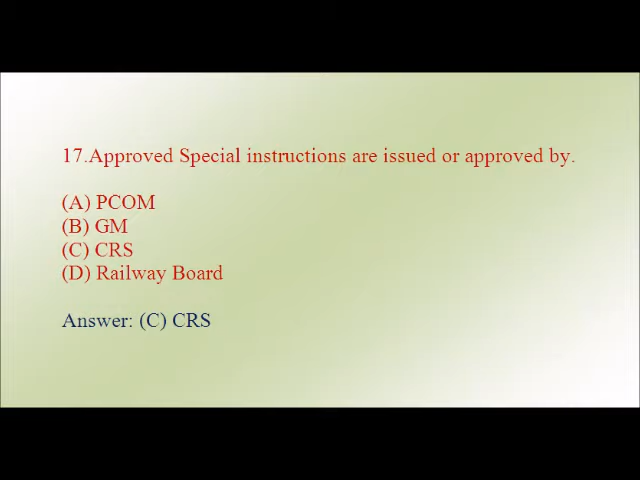 17.Approved Special instructions are issued or approved by.
(A) PCOM
(B) GM
(C) CRS
(D) Railway Board
Answer: (C) CRS